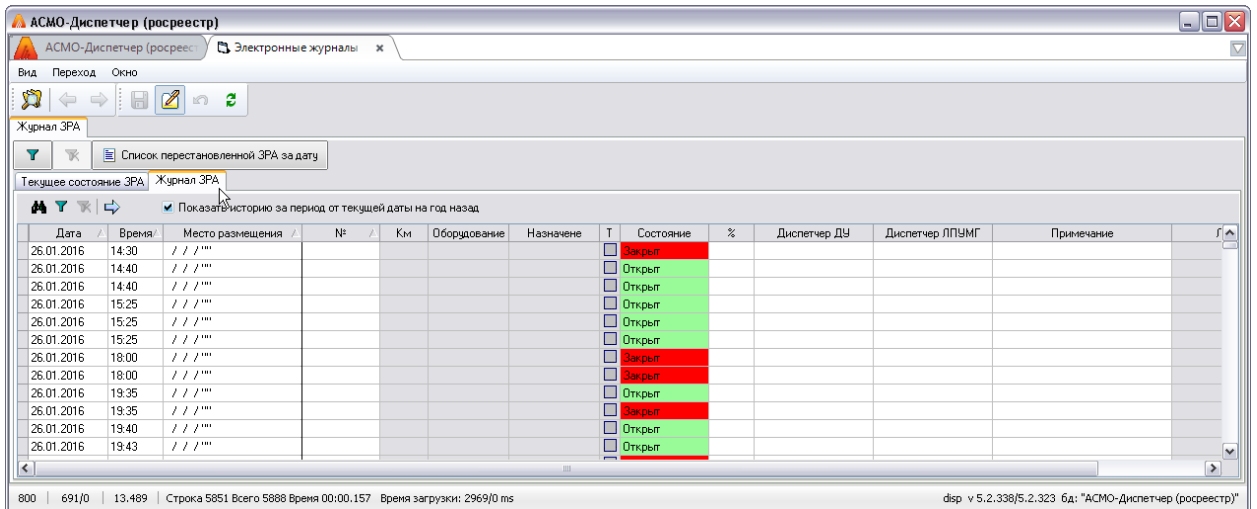 АСМО-Диспетчер (росреестр)
АСМО-Диспетчер (росреест Электронные журналы
Вид Переход Окно
Журнал ЗРА
Список перестановленной ЗРА за дату
Текущее состояние ЗРА Журнал ЗРА
Показать историю за период от текущей даты на год назад
Дата Время Место размещения № Км Оборудование Назначене Т Состояние % Диспетчер ДУ Диспетчер ЛПУМГ Примечание
26.01.2016 14:30 / / / "" Закрыт
26.01.2016 14:40 / / / "" Открыт
26.01.2016 14:40 / / / "" Открыт
26.01.2016 15:25 / / / "" Открыт
26.01.2016 15:25 / / / "" Открыт
26.01.2016 15:25 / / / "" Открыт
26.01.2016 18:00 / / / "" Закрыт
26.01.2016 18:00 / / / "" Закрыт
26.01.2016 19:35 / / / "" Открыт
26.01.2016 19:35 / / / "" Закрыт
26.01.2016 19:40 / / / "" Открыт
26.01.2016 19:43 / / / "" Открыт
800 691/0 13.489 Строка 5851 Всего 5888 Время 00:00.157 Время загрузки: 2969/0 ms disp v 5.2.338/5.2.323 бд: "АСМО-Диспетчер (росреестр)"